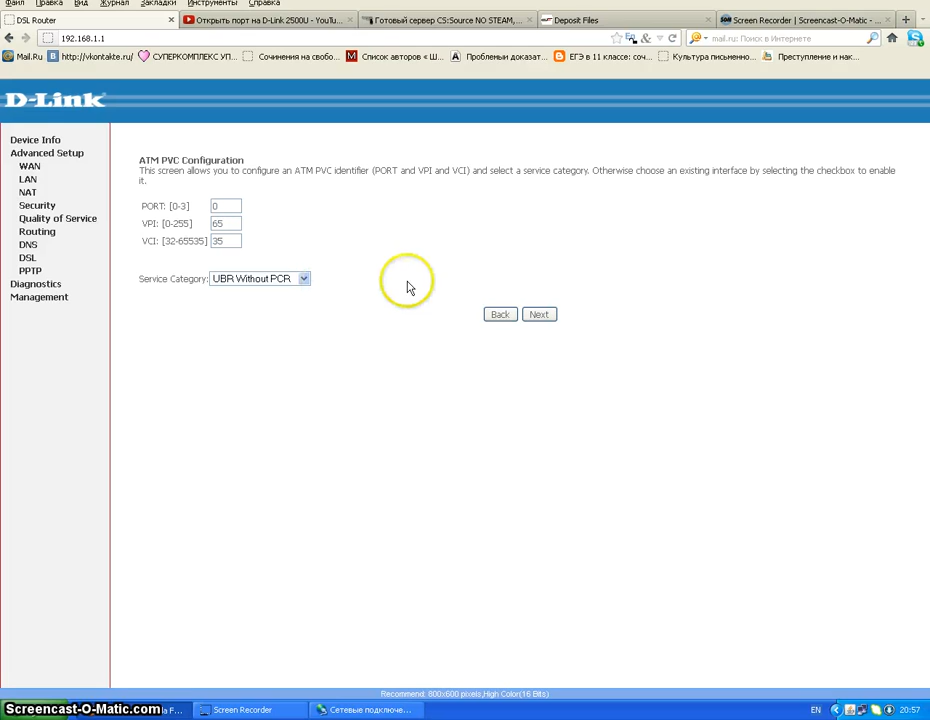 Файл Правка Вид Журнал Закладки Инструменты Справка
DSL Router
Открыть порт на D-Link 2500U - YouTu...
Готовый сервер CS:Source NO STEAM,...
Deposit Files
Screen Recorder | Screencast-O-Matic - ...
192.168.1.1
mail.ru: Поиск в Интернете
Mail.Ru
http://vkontakte.ru/
СУПЕРКОМПЛЕКС УП...
Сочинения на свобо...
Список авторов « Ш...
Проблемы доказат...
ЕГЭ в 11 классе: соч...
Культура письменно...
Преступление и нак...
D-Link
Device Info
Advanced Setup
WAN
LAN
NAT
Security
Quality of Service
Routing
DNS
DSL
PPTP
Diagnostics
Management
ATM PVC Configuration
This screen allows you to configure an ATM PVC identifier (PORT and VPI and VCI) and select a service category. Otherwise choose an existing interface by selecting the checkbox to enable
it.
PORT: [0-3] 0
VPI: [0-255] 65
VCI: [32-65535] 35
Service Category: UBR Without PCR
Back Next
Recommend: 800x600 pixels,High Color(16 Bits)
Screencast-O-Matic.com
Screen Recorder
Сетевые подключе...
EN
20:57